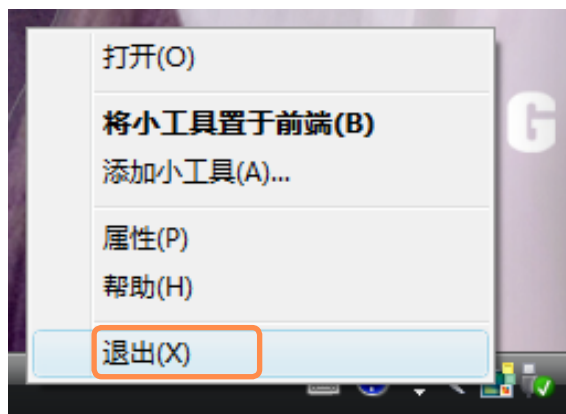 打开(O)
将小工具置于前端(B)
G
添加小工具(A)...
属性(P)
帮助(H)
退出(X)